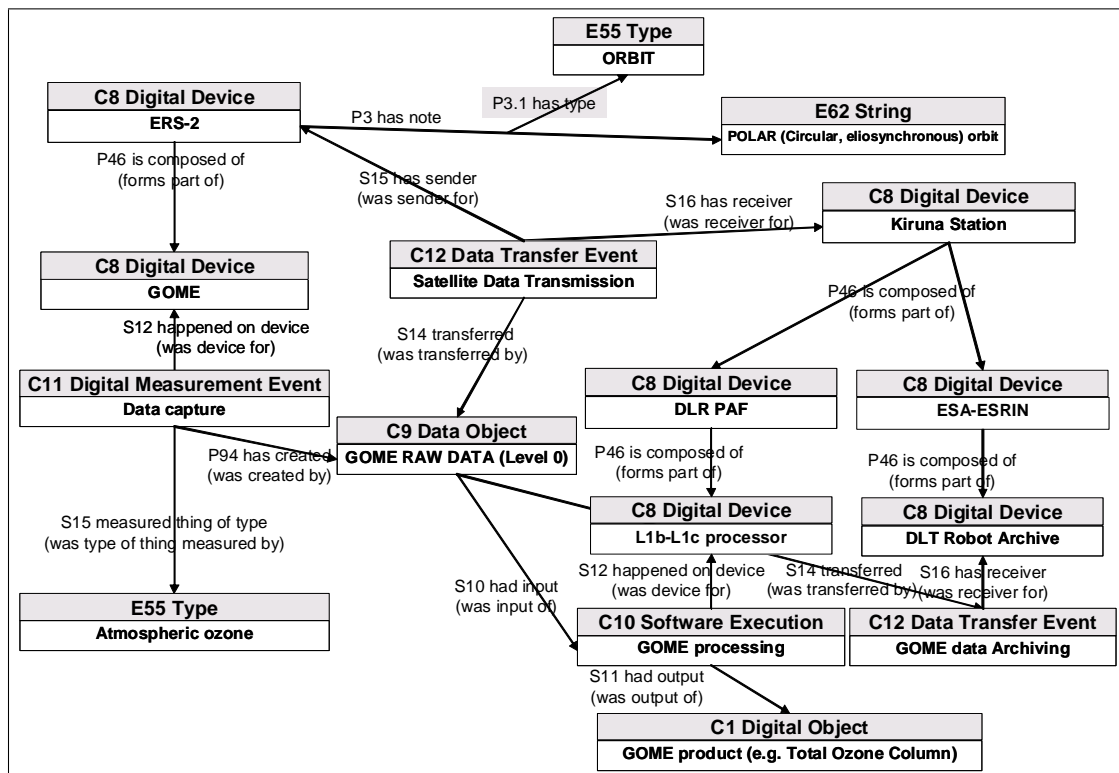 E55 Type
ORBIT
C8 Digital Device
ERS-2
P3.1 has type
P3 has note
E62 String
POLAR (Circular, eliosynchronous) orbit
P46 is composed of
(forms part of)
S15 has sender
(was sender for)
S16 has receiver
(was receiver for)
C8 Digital Device
Kiruna Station
C12 Data Transfer Event
Satellite Data Transmission
C8 Digital Device
GOME
P46 is composed of
(forms part of)
S12 happened on device
(was device for)
S14 transferred
(was transferred by)
C11 Digital Measurement Event
Data capture
C8 Digital Device
DLR PAF
C8 Digital Device
ESA-ESRIN
C9 Data Object
GOME RAW DATA (Level 0)
P94 has created
(was created by)
P46 is composed of
(forms part of)
P46 is composed of
(forms part of)
S15 measured thing of type
(was type of thing measured by)
C8 Digital Device
L1b-L1c processor
C8 Digital Device
DLT Robot Archive
S10 had input
(was input of)
S12 happened on device
(was device for)
S14 transferred
(was transferred by)
S16 has receiver
(was receiver for)
E55 Type
Atmospheric ozone
C10 Software Execution
GOME processing
C12 Data Transfer Event
GOME data Archiving
S11 had output
(was output of)
C1 Digital Object
GOME product (e.g. Total Ozone Column)